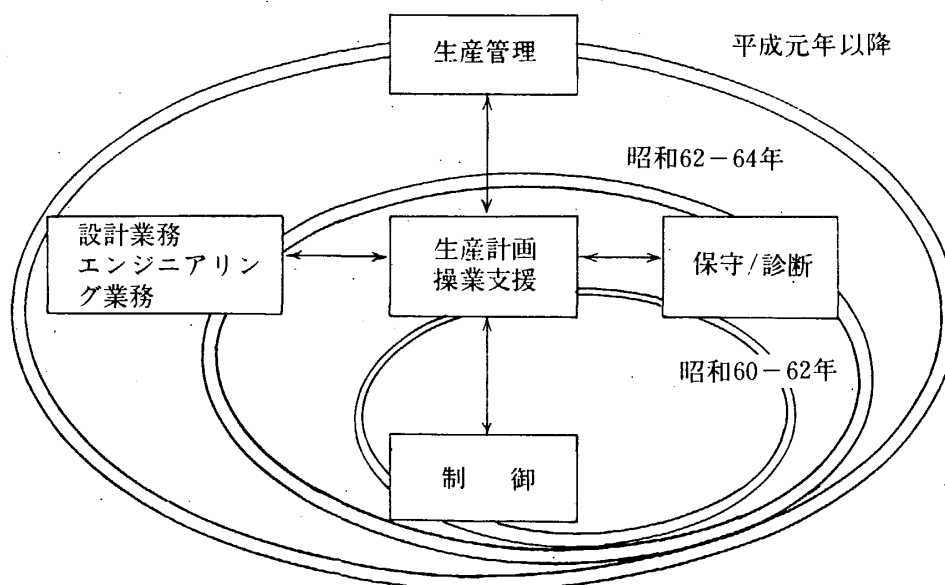 生産管理
平成元年以降
昭和62－64年
設計業務
エンジニアリン
グ業務
生産計画
操業支援
保守/診断
昭和60－62年
制　御